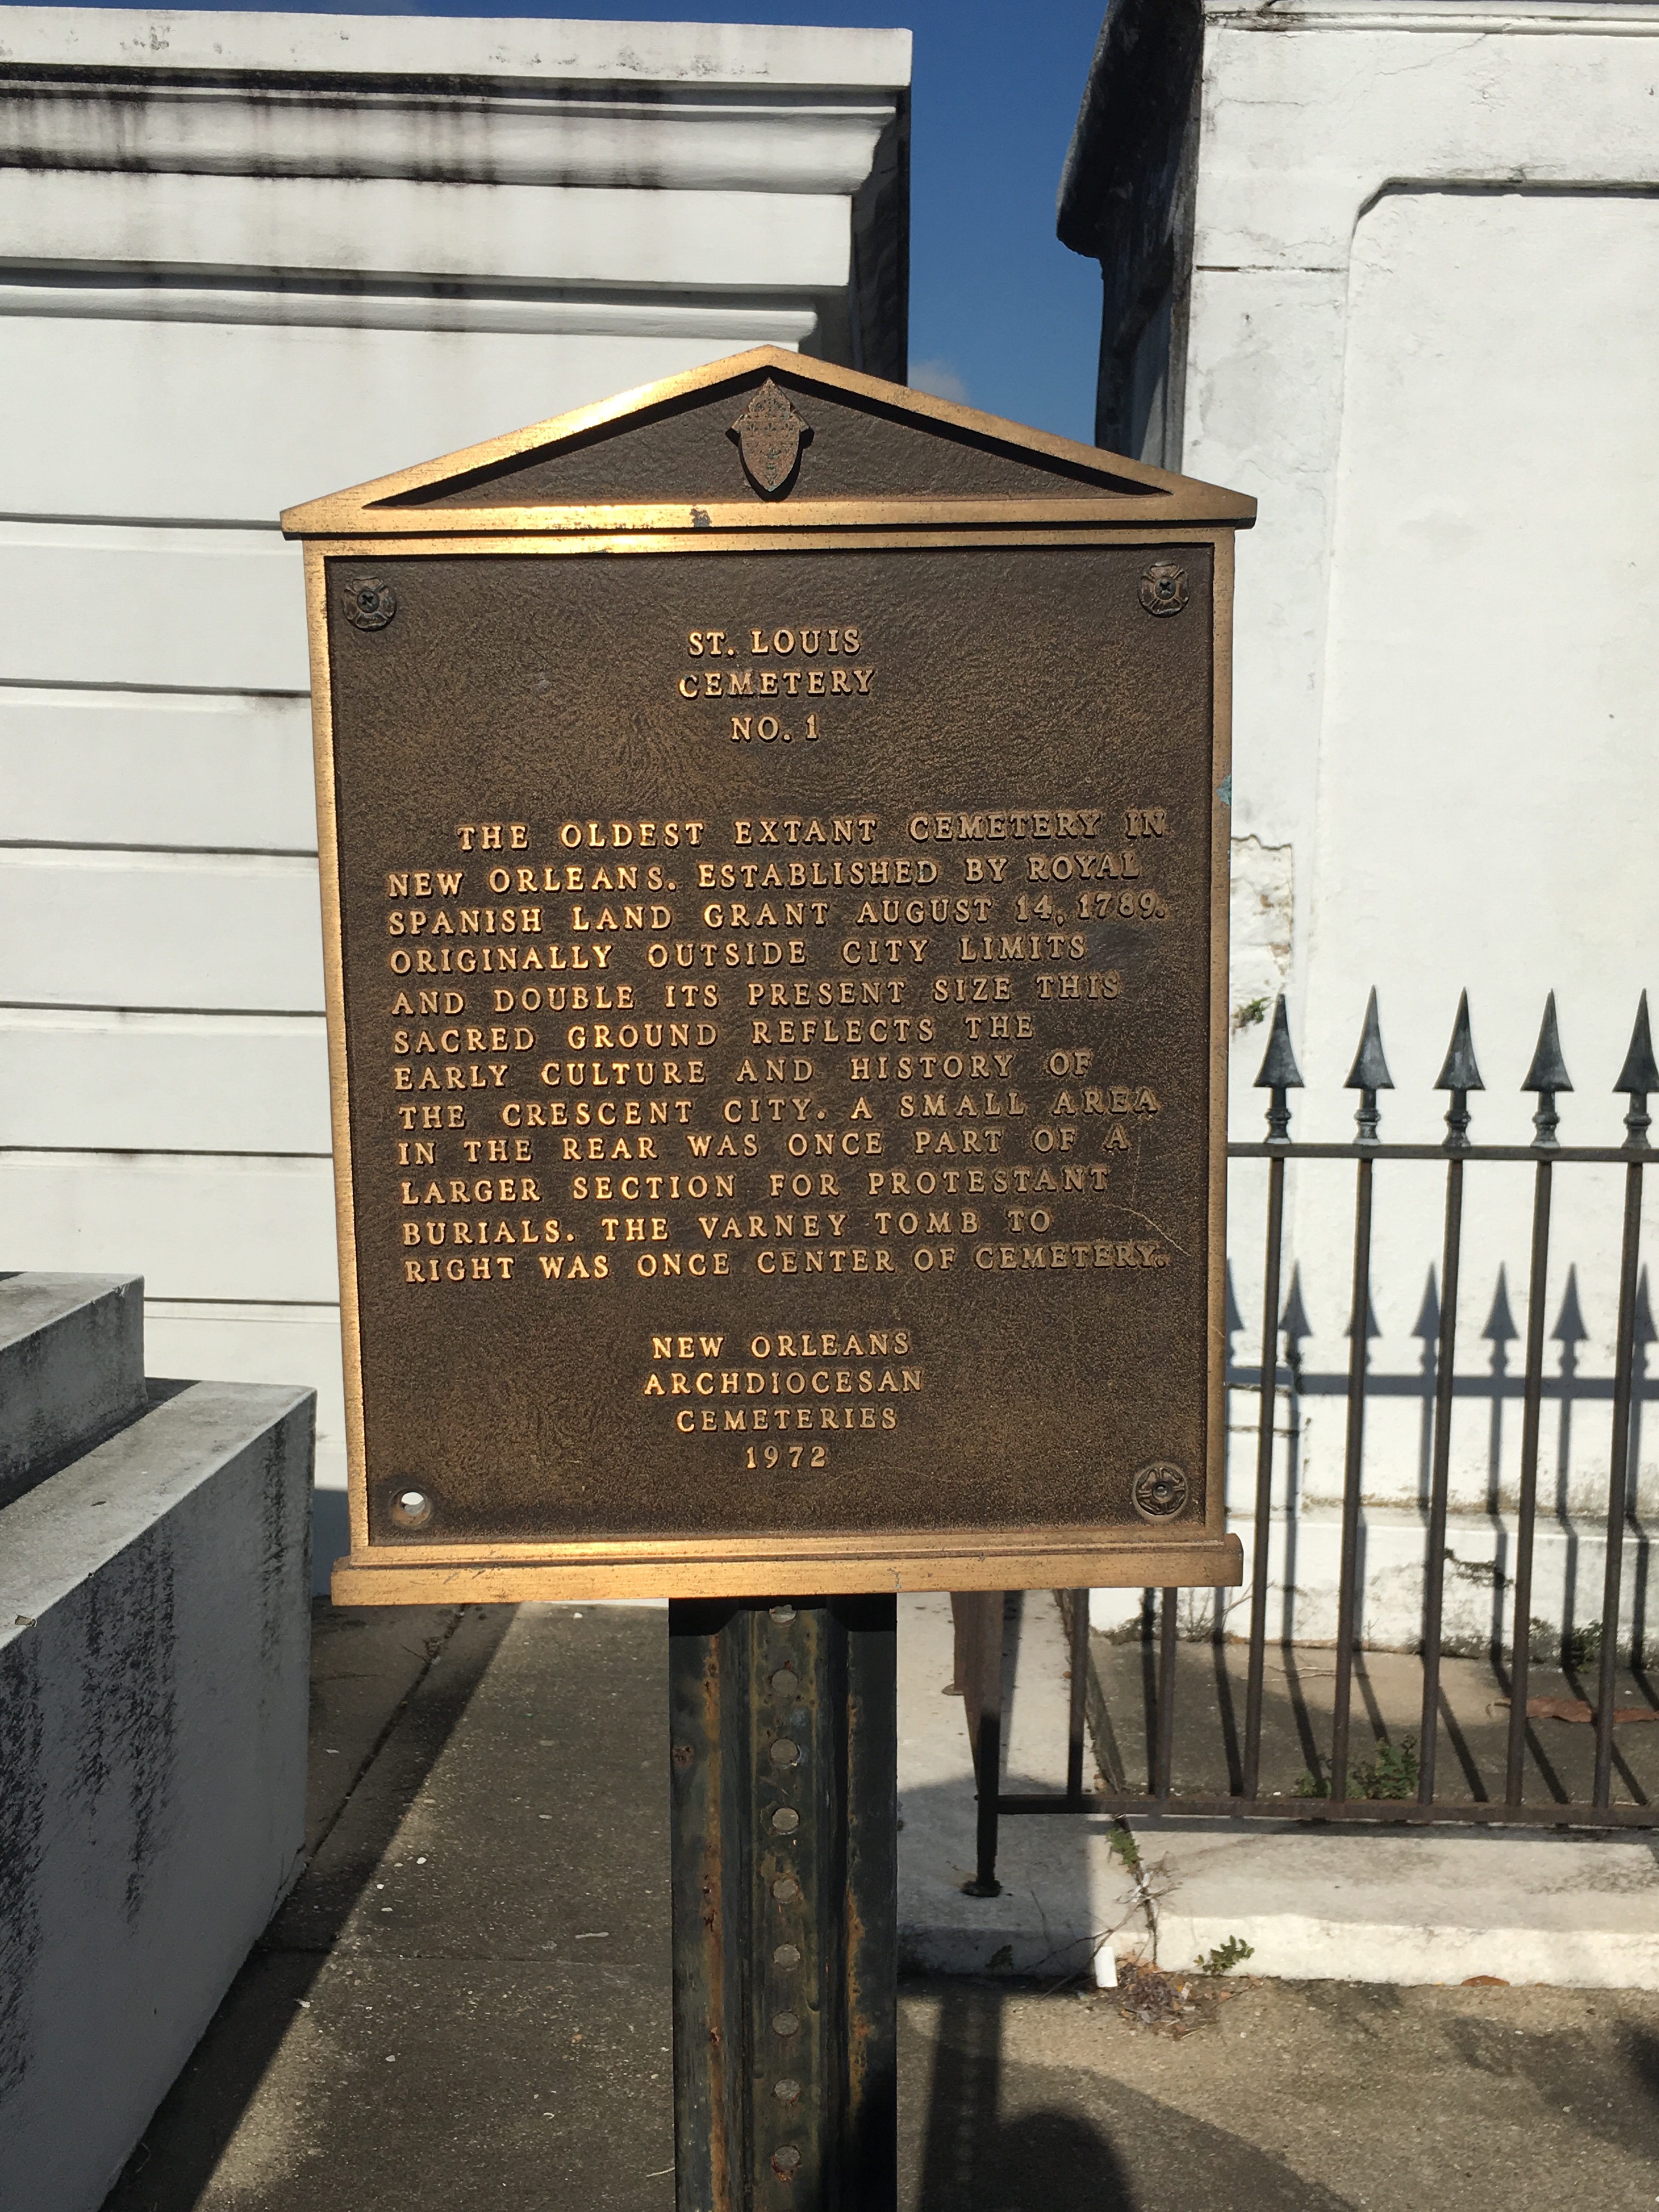 ST. LOUIS
CEMETERY
NO. 1
THE OLDEST EXTANT CEMETERY IN
NEW ORLEANS. ESTABLISHED BY ROYAL
SPANISH LAND GRANT AUGUST 14, 1789.
ORIGINALLY OUTSIDE CITY LIMITS
AND DOUBLE ITS PRESENT SIZE THIS
SACRED GROUND REFLECTS THE
EARLY CULTURE AND HISTORY OF
THE CRESCENT CITY. A SMALL AREA
IN THE REAR WAS ONCE PART OF A
LARGER SECTION FOR PROTESTANT
BURIALS. THE VARNEY TOMB TO
RIGHT WAS ONCE CENTER OF CEMETERY.
NEW ORLEANS
ARCHDIOCESAN
CEMETERIES
1972